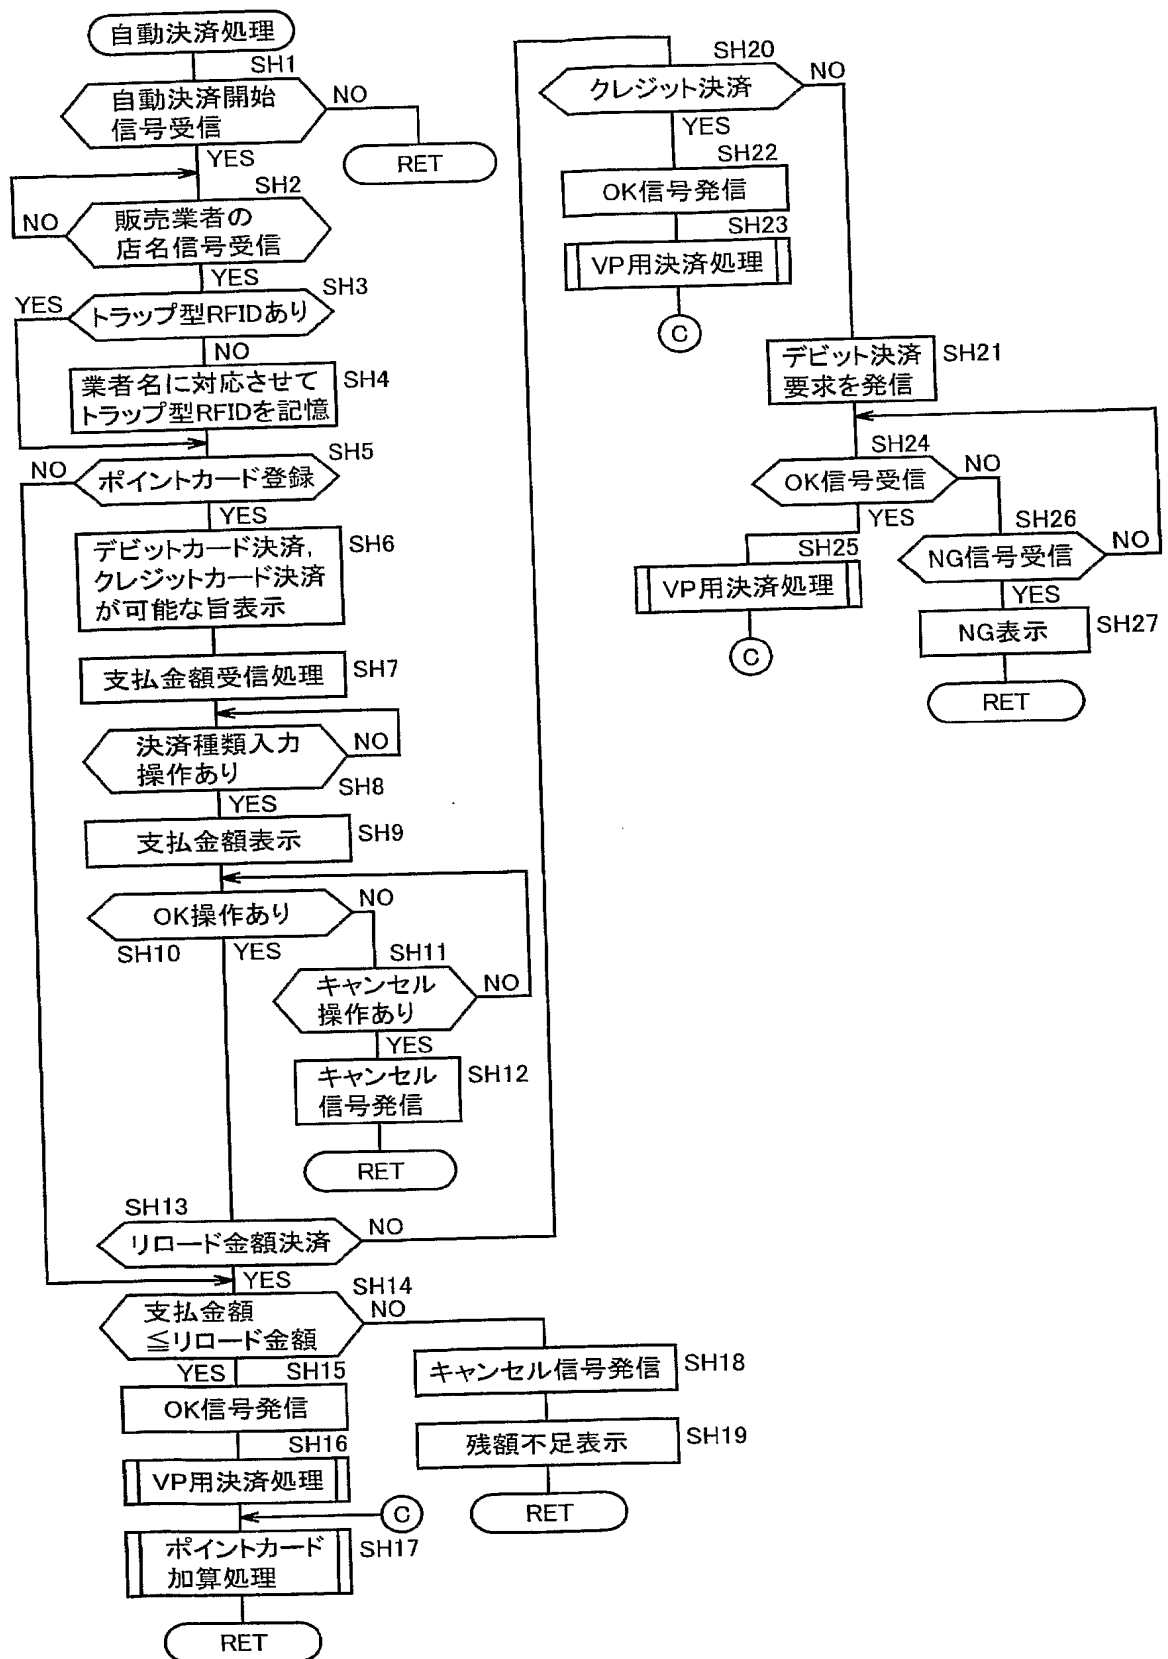 自動決済処理
SH1
自動決済開始
信号受信
NO
RET
YES
SH2
販売業者の
店名信号受信
NO
YES
SH3
トラップ型RFIDあり
YES
NO
業者名に対応させて
トラップ型RFIDを記憶
SH4
SH5
ポイントカード登録
NO
YES
デビットカード決済,
クレジットカード決済
が可能な旨表示
SH6
支払金額受信処理
SH7
決済種類入力
操作あり
NO
SH8
YES
支払金額表示
SH9
OK操作あり
NO
SH10
YES
SH11
キャンセル
操作あり
NO
YES
キャンセル
信号発信
SH12
RET
SH13
リロード金額決済
NO
YES
SH14
支払金額
≦リロード金額
NO
YES
SH15
OK信号発信
SH16
VP用決済処理
C
ポイントカード
加算処理
SH17
RET
キャンセル信号発信
SH18
残額不足表示
SH19
RET
SH20
クレジット決済
NO
YES
SH22
OK信号発信
SH23
VP用決済処理
C
デビット決済
要求を発信
SH21
SH24
OK信号受信
NO
YES
SH25
VP用決済処理
C
SH26
NG信号受信
NO
YES
NG表示
SH27
RET